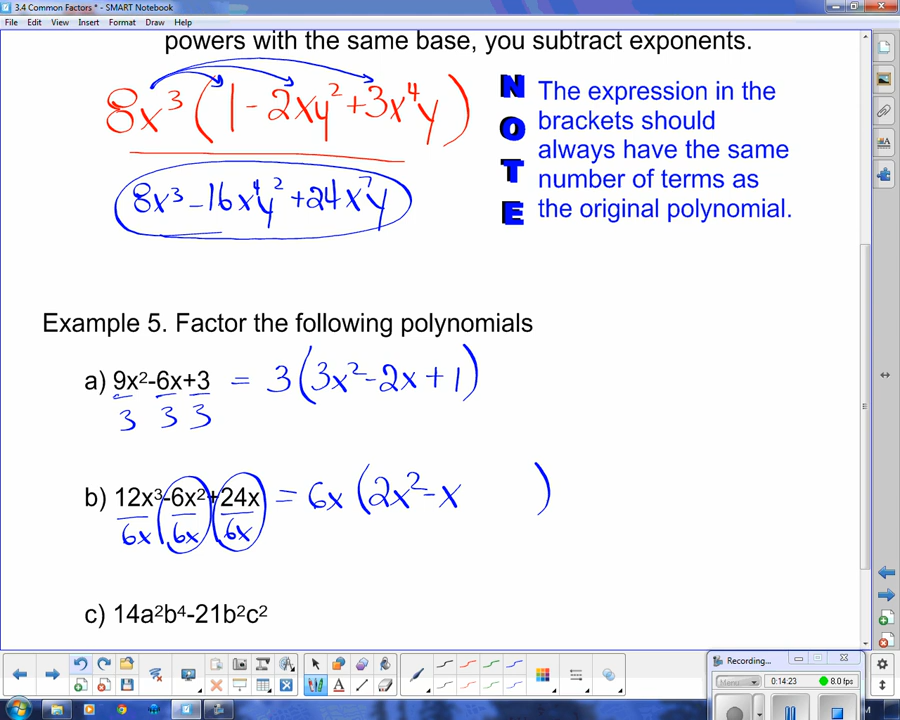 3.4 Common Factors * - SMART Notebook
File Edit View Insert Format Draw Help
powers with the same base, you subtract exponents.
8x³ (1 - 2xy² + 3x⁴y)
8x³ - 16x⁴y² + 24x⁷y
N O T E
The expression in the
brackets should
always have the same
number of terms as
the original polynomial.
Example 5. Factor the following polynomials
a) 9x²-6x+3 = 3 (3x² - 2x + 1)
3 3 3
b) 12x³-6x²+24x = 6x (2x² - x )
6x 6x 6x
c) 14a²b⁴-21b²c²
Recording...
Menu 0:14:23 8.0 fps